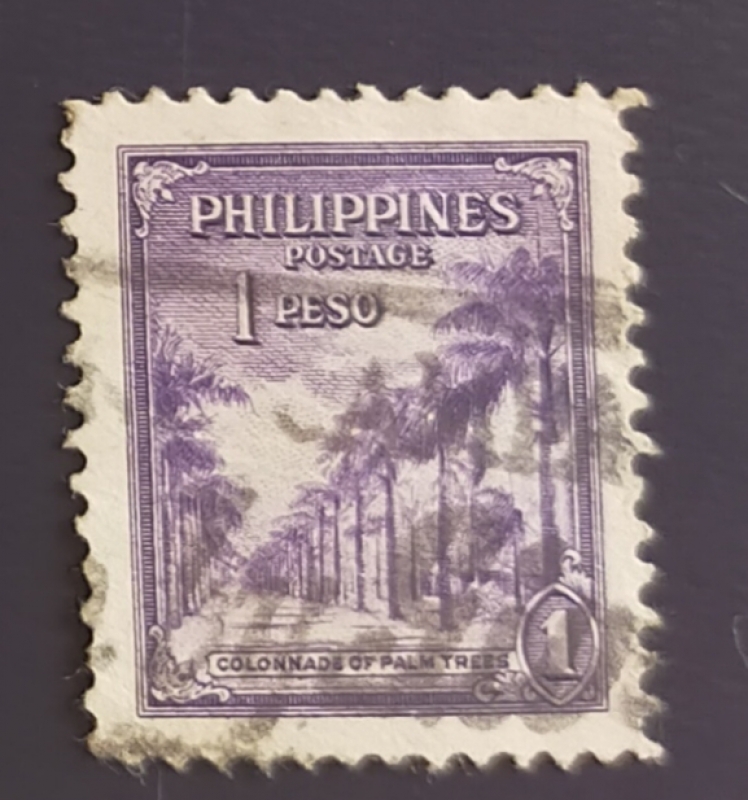 PHILIPPINES
POSTAGE
1 PESO
COLONNADE OF PALM TREES
1